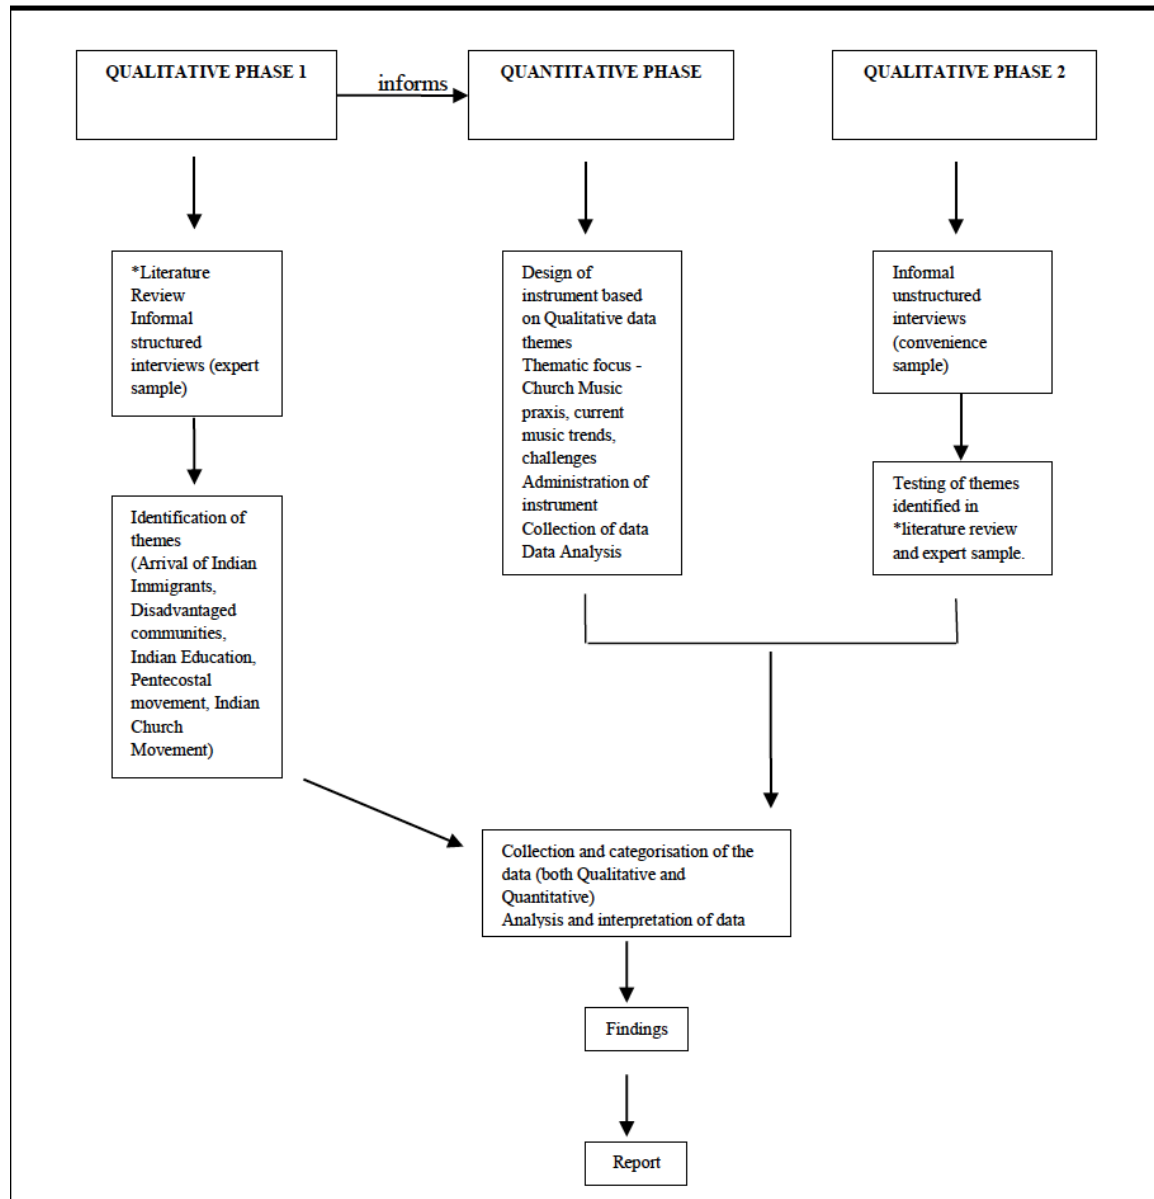 QUALITATIVE PHASE 1
informs
QUANTITATIVE PHASE
QUALITATIVE PHASE 2
*Literature
Review
Informal
structured
interviews (expert
sample)
Design of
instrument based
on Qualitative data
themes
Thematic focus -
Church Music
praxis, current
music trends,
challenges
Administration of
instrument
Collection of data
Data Analysis
Informal
unstructured
interviews
(convenience
sample)
Identification of
themes
(Arrival of Indian
Immigrants,
Disadvantaged
communities,
Indian Education,
Pentecostal
movement, Indian
Church
Movement)
Testing of themes
identified in
*literature review
and expert sample.
Collection and categorisation of the
data (both Qualitative and
Quantitative)
Analysis and interpretation of data
Findings
Report